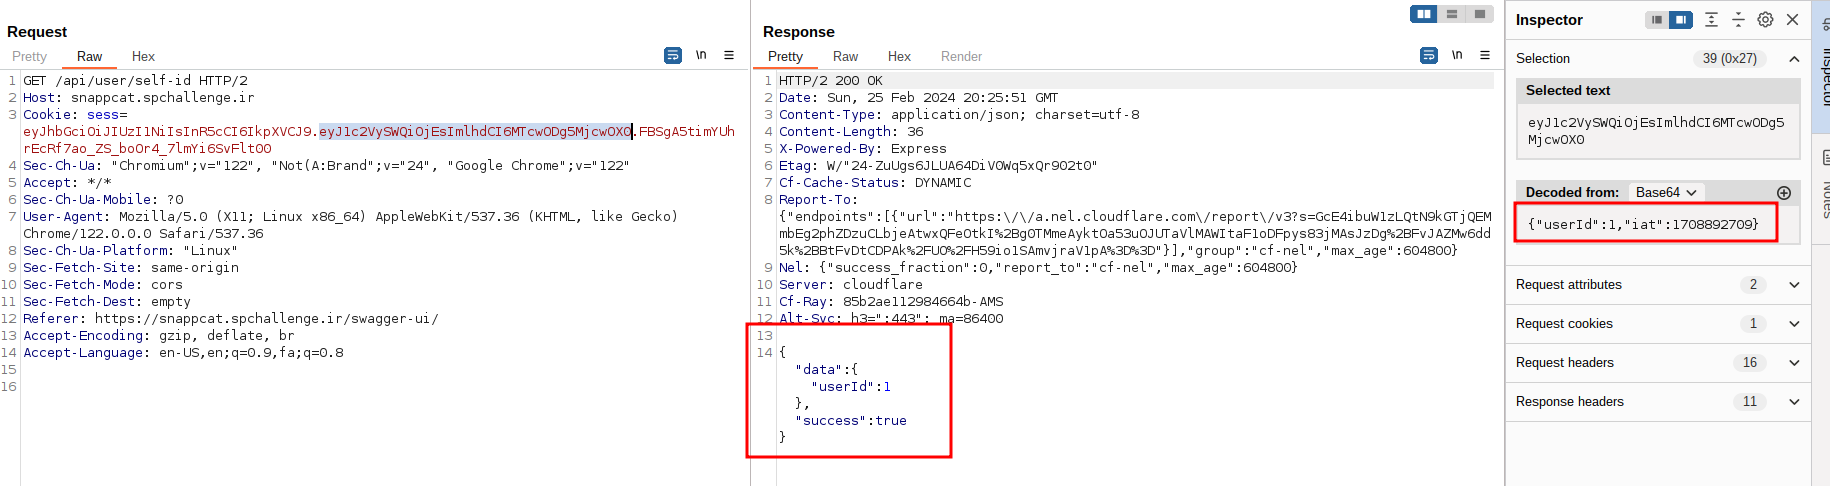 Request
Pretty Raw Hex
\n
1 GET /api/user/self-id HTTP/2
2 Host: snappcat.spchallenge.ir
3 Cookie: sess=
eyJhbGciOiJIUzI1NiIsInR5cCI6IkpXVCJ9.eyJ1c2VySWQiOjEsImlhdCI6MTcwODg5MjcwOX0.FBSgA5timYUh
rEcRf7ao_ZS_boOr4_7lmYi6SvFlt00
4 Sec-Ch-Ua: "Chromium";v="122", "Not(A:Brand";v="24", "Google Chrome";v="122"
5 Accept: */*
6 Sec-Ch-Ua-Mobile: ?0
7 User-Agent: Mozilla/5.0 (X11; Linux x86_64) AppleWebKit/537.36 (KHTML, like Gecko)
Chrome/122.0.0.0 Safari/537.36
8 Sec-Ch-Ua-Platform: "Linux"
9 Sec-Fetch-Site: same-origin
10 Sec-Fetch-Mode: cors
11 Sec-Fetch-Dest: empty
12 Referer: https://snappcat.spchallenge.ir/swagger-ui/
13 Accept-Encoding: gzip, deflate, br
14 Accept-Language: en-US,en;q=0.9,fa;q=0.8
15
16
Response
Pretty Raw Hex Render
\n
1 HTTP/2 200 OK
2 Date: Sun, 25 Feb 2024 20:25:51 GMT
3 Content-Type: application/json; charset=utf-8
4 Content-Length: 36
5 X-Powered-By: Express
6 Etag: W/"24-ZuUgs6JLUA64DiV0Wq5xQr902t0"
7 Cf-Cache-Status: DYNAMIC
8 Report-To:
{"endpoints":[{"url":"https:\/\/a.nel.cloudflare.com\/report\/v3?s=GcE4ibuW1zLQtN9kGTjQEM
mbEg2phZDzuCLbjeAtwxQFeOtkI%2Bg0TMmeAyktOa53uOJUTaVlMAWItaF1oDFpys83jMAsJzDg%2BFvJAZMw6dd
5k%2BBtFvDtCDPAk%2FUO%2FH59io1SAmvjraV1pA%3D%3D"}],"group":"cf-nel","max_age":604800}
9 Nel: {"success_fraction":0,"report_to":"cf-nel","max_age":604800}
10 Server: cloudflare
11 Cf-Ray: 85b2ae112984664b-AMS
12 Alt-Svc: h3=":443"; ma=86400
13
14 {
"data":{
"userId":1
},
"success":true
}
Inspector
Selection 39 (0x27)
Selected text
eyJ1c2VySWQiOjEsImlhdCI6MTcwODg5
MjcwOX0
Decoded from: Base64
{"userId":1,"iat":1708892709}
Request attributes 2
Request cookies 1
Request headers 16
Response headers 11
Inspector
Notes